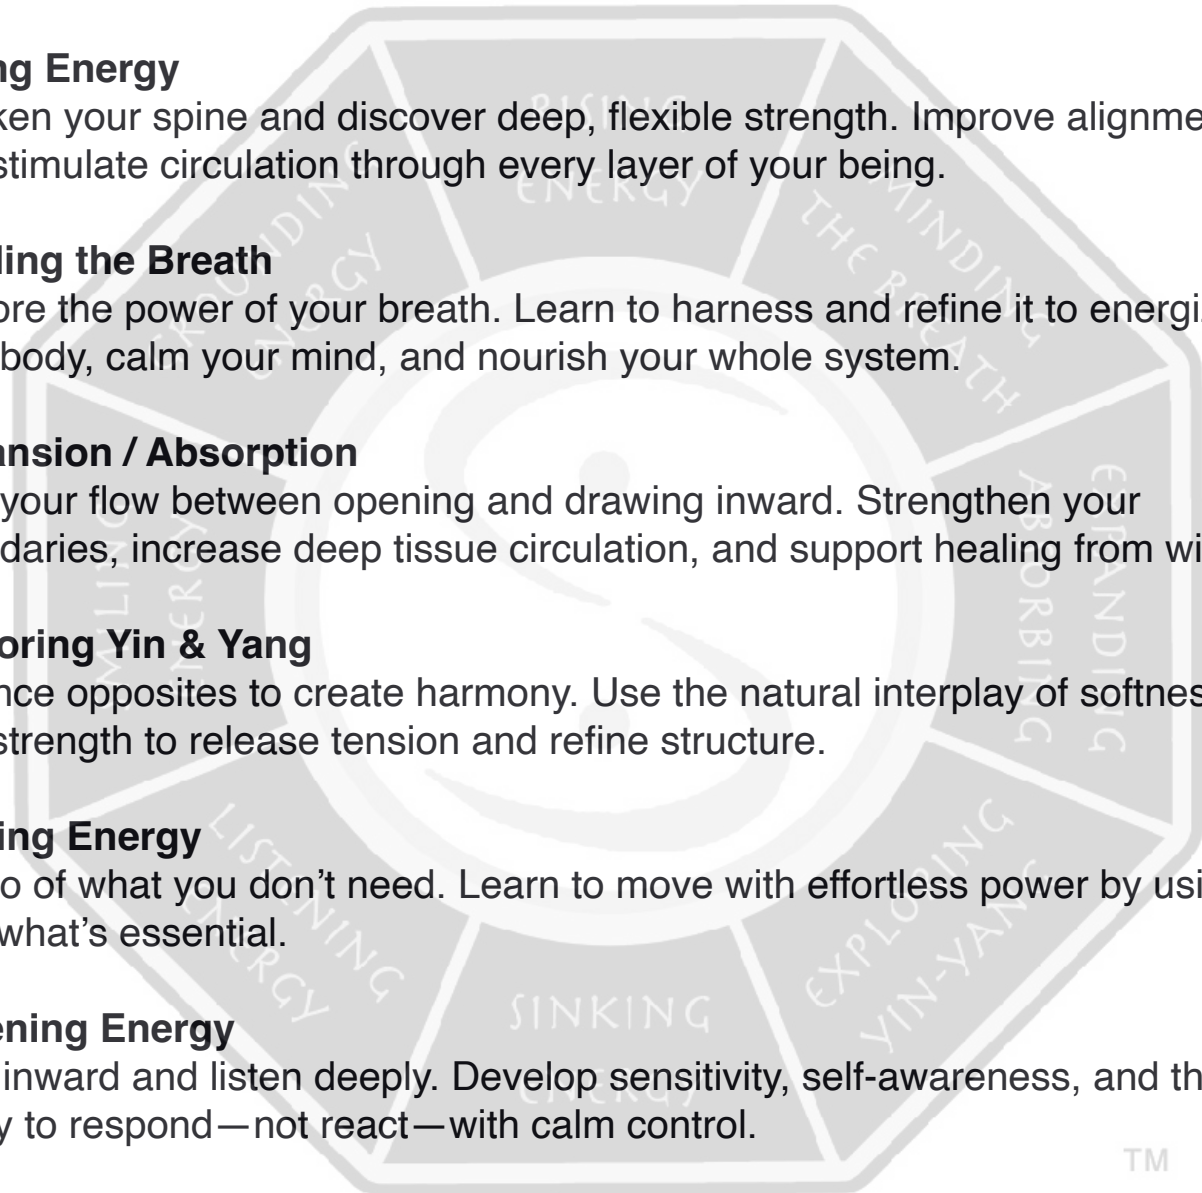 ng Energy
ken your spine and discover deep, flexible strength. Improve alignme
stimulate circulation through every layer of your being.
ding the Breath
ore the power of your breath. Learn to harness and refine it to energi
body, calm your mind, and nourish your whole system.
ansion / Absorption
your flow between opening and drawing inward. Strengthen your
daries, increase deep tissue circulation, and support healing from wi
oring Yin & Yang
nce opposites to create harmony. Use the natural interplay of softnes
strength to release tension and refine structure.
ing Energy
o of what you don’t need. Learn to move with effortless power by usi
what’s essential.
ening Energy
inward and listen deeply. Develop sensitivity, self-awareness, and th
y to respond—not react—with calm control.
RISING
ENERGY
MINDING
THE BREATH
EXPANDING
ABSORBING
EXPLORING
YIN-YANG
SINKING
ENERGY
LISTENING
ENERGY
ENERGY
GROUNDING
ENERGY
TM